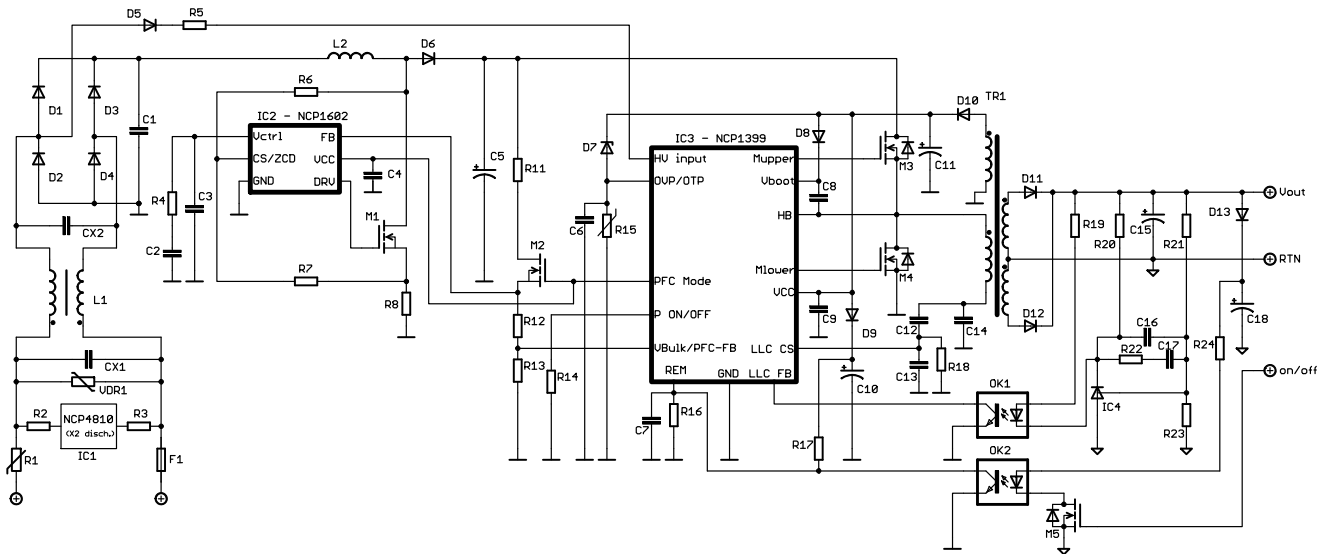 D5
R5
L2
D6
R6
IC2 - NCP1602
IC3 - NCP1399
D10
TR1
D1
D3
C1
Vctrl
FB
CS/ZCD
VCC
GND
DRV
D7
D8
HV input
Mupper
M3
C11
D2
D4
C4
C5
R11
OVP/OTP
Vboot
C8
D11
Vout
R4
C3
M1
C6
R15
HB
R19
R20
C15
R21
D13
CX2
C2
M2
M4
RTN
R7
PFC Mode
Mlower
VCC
L1
R8
C9
D9
C12
C14
D12
C18
R12
P ON/OFF
C16
C17
R24
CX1
R13
R14
VBulk/PFC-FB
LLC CS
C13
R18
R22
VDR1
REM
GND
LLC FB
C10
OK1
IC4
on/off
R2
NCP4810
(X2 disch.)
R3
IC1
C7
R16
R17
R23
R1
F1
OK2
M5